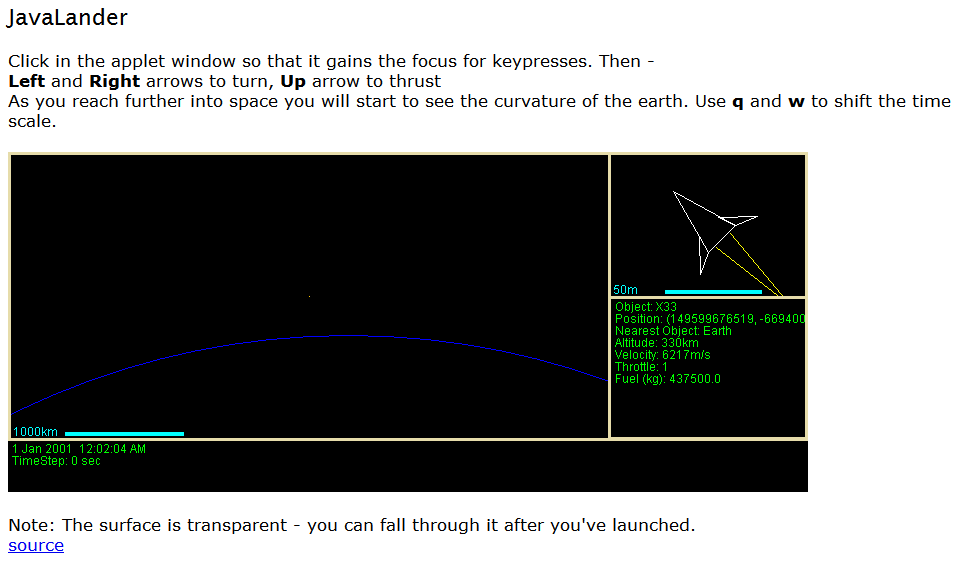 JavaLander
Click in the applet window so that it gains the focus for keypresses. Then -
Left and Right arrows to turn, Up arrow to thrust
As you reach further into space you will start to see the curvature of the earth. Use q and w to shift the time
scale.
50m
Object: X33
Position: (149599676519, -669400
Nearest Object: Earth
Altitude: 330km
Velocity: 6217m/s
Throttle: 1
Fuel (kg): 437500.0
1000km
1 Jan 2001 12:02:04 AM
TimeStep: 0 sec
Note: The surface is transparent - you can fall through it after you've launched.
source